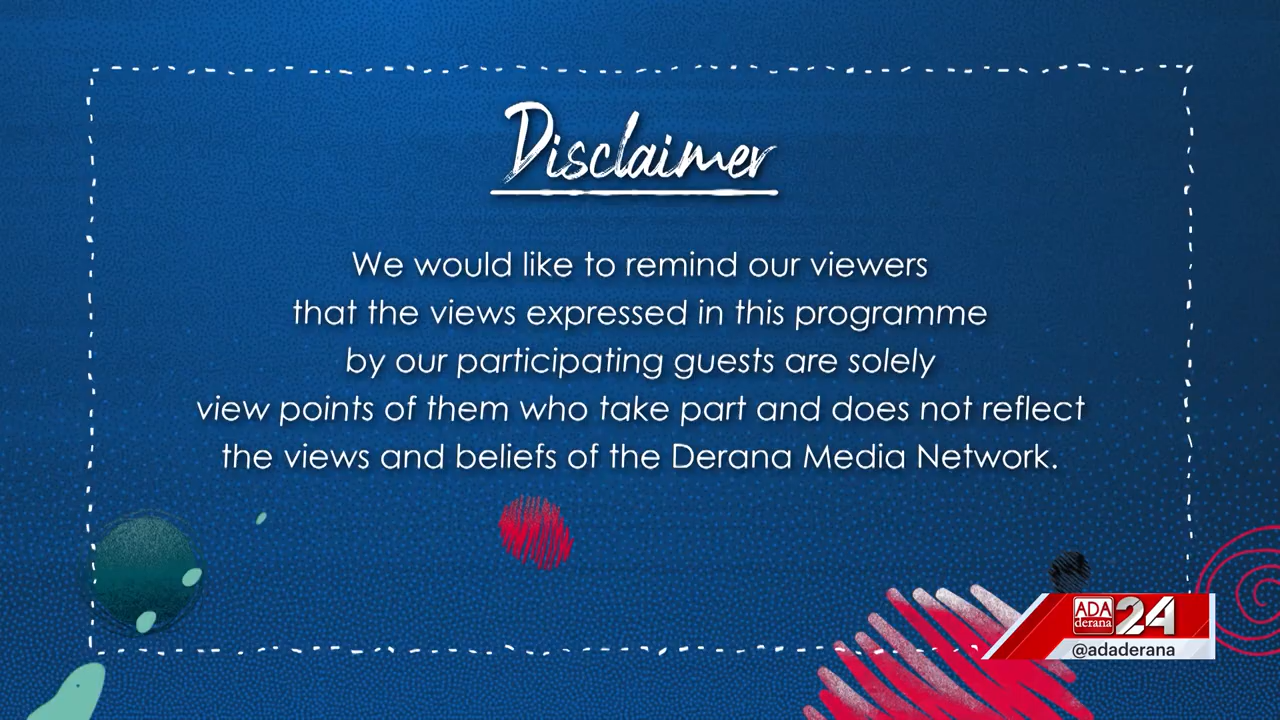 Disclaimer
We would like to remind our viewers
that the views expressed in this programme
by our participating guests are solely
view points of them who take part and does not reflect
the views and beliefs of the Derana Media Network.
ADA
derana
24
@adaderana